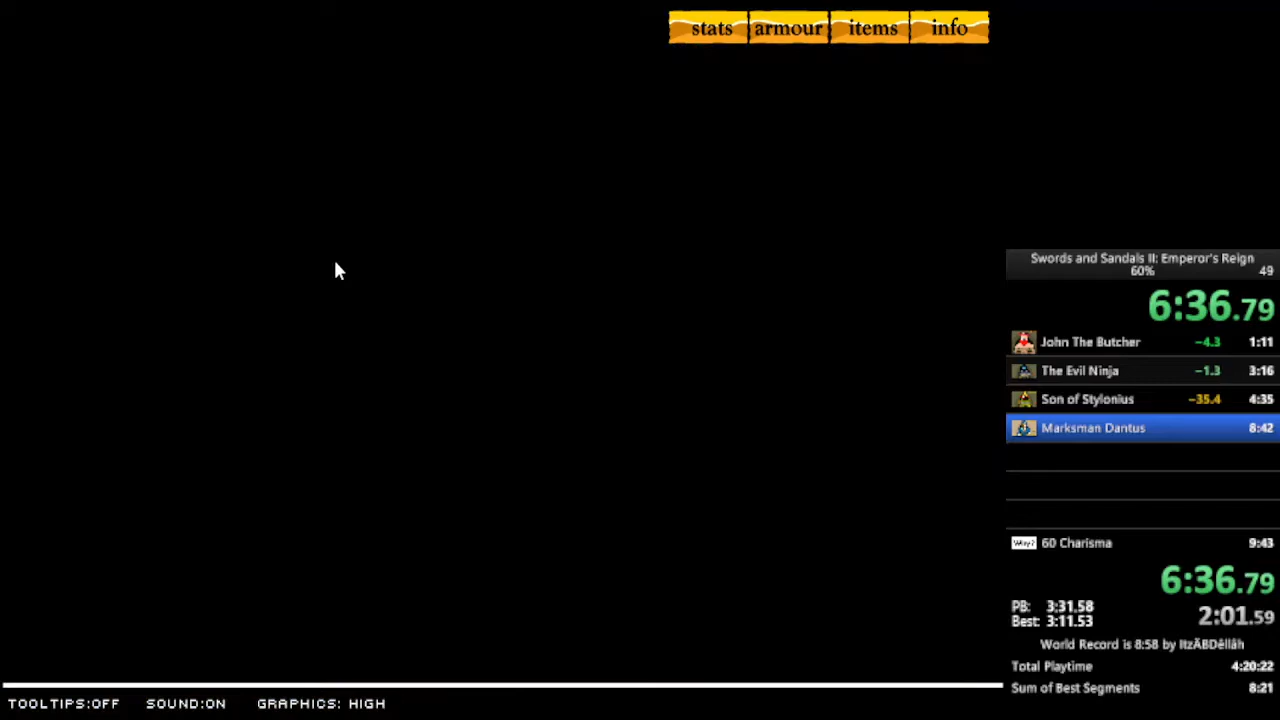 stats armour items info
Swords and Sandals II: Emperor's Reign
60% 49
6:36.79
John The Butcher -4.3 1:11
The Evil Ninja -1.3 3:16
Son of Stylonius -35.4 4:35
Marksman Dantus 8:42
Why? 60 Charisma 9:43
6:36.79
PB: 3:31.58
Best: 3:11.53 2:01.59
World Record is 8:58 by ItzÄBDêllâh
Total Playtime 4:20:22
Sum of Best Segments 8:21
TOOLTIPS:OFF SOUND:ON GRAPHICS: HIGH